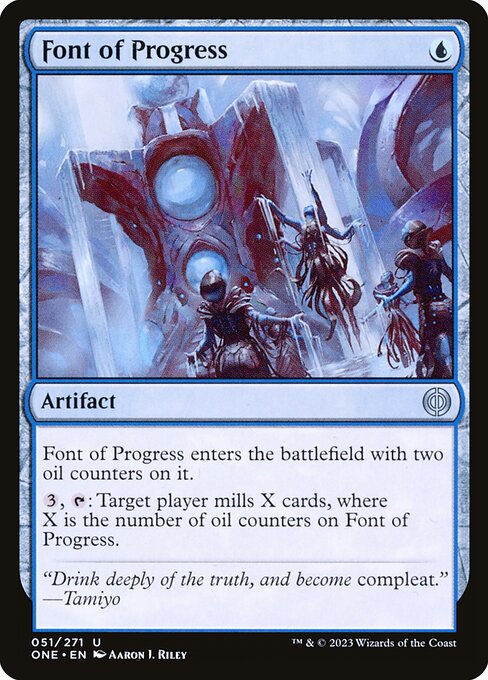 Font of Progress
Artifact
Font of Progress enters the battlefield with two
oil counters on it.
3, : Target player mills X cards, where
X is the number of oil counters on Font of
Progress.
“Drink deeply of the truth, and become compleat.”
—Tamiyo
051/271 U
ONE • EN Aaron J. Riley
™ & © 2023 Wizards of the Coast